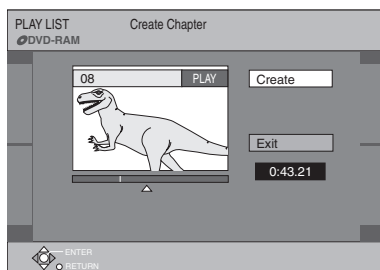 PLAY LIST Create Chapter
DVD-RAM
08 PLAY Create
Exit
0:43.21
ENTER
RETURN